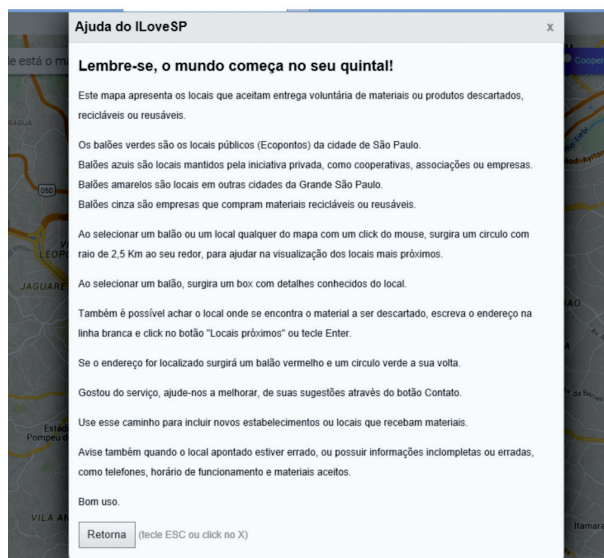 Ajuda do ILoveSP x
Lembre-se, o mundo começa no seu quintal!
Este mapa apresenta os locais que aceitam entrega voluntária de materiais ou produtos descartados,
recicláveis ou reusáveis.
Os balões verdes são os locais públicos (Ecopontos) da cidade de São Paulo.
Balões azuis são locais mantidos pela iniciativa privada, como cooperativas, associações ou empresas.
Balões amarelos são locais em outras cidades da Grande São Paulo.
Balões cinza são empresas que compram materiais recicláveis ou reusáveis.
Ao selecionar um balão ou um local qualquer do mapa com um click do mouse, surgira um circulo com
raio de 2,5 Km ao seu redor, para ajudar na visualização dos locais mais próximos.
Ao selecionar um balão, surgira um box com detalhes conhecidos do local.
Também é possível achar o local onde se encontra o material a ser descartado, escreva o endereço na
linha branca e click no botão "Locais próximos" ou tecle Enter.
Se o endereço for localizado surgirá um balão vermelho e um circulo verde a sua volta.
Gostou do serviço, ajude-nos a melhorar, de suas sugestões através do botão Contato.
Use esse caminho para incluir novos estabelecimentos ou locais que recebam materiais.
Avise também quando o local apontado estiver errado, ou possuir informações inclompletas ou erradas,
como telefones, horário de funcionamento e materiais aceitos.
Bom uso.
Retorna (tecle ESC ou click no X)
está o
Cooper
050
JAGUARE
Pompeu d
VILA
Itamara